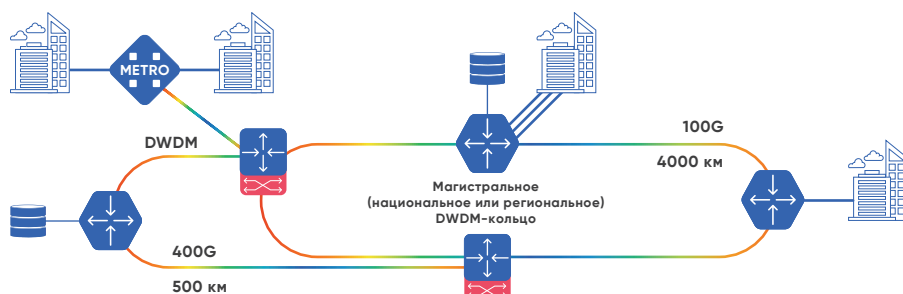 METRO
DWDM
100G
4000 км
Магистральное
(национальное или региональное)
DWDM-кольцо
400G
500 км